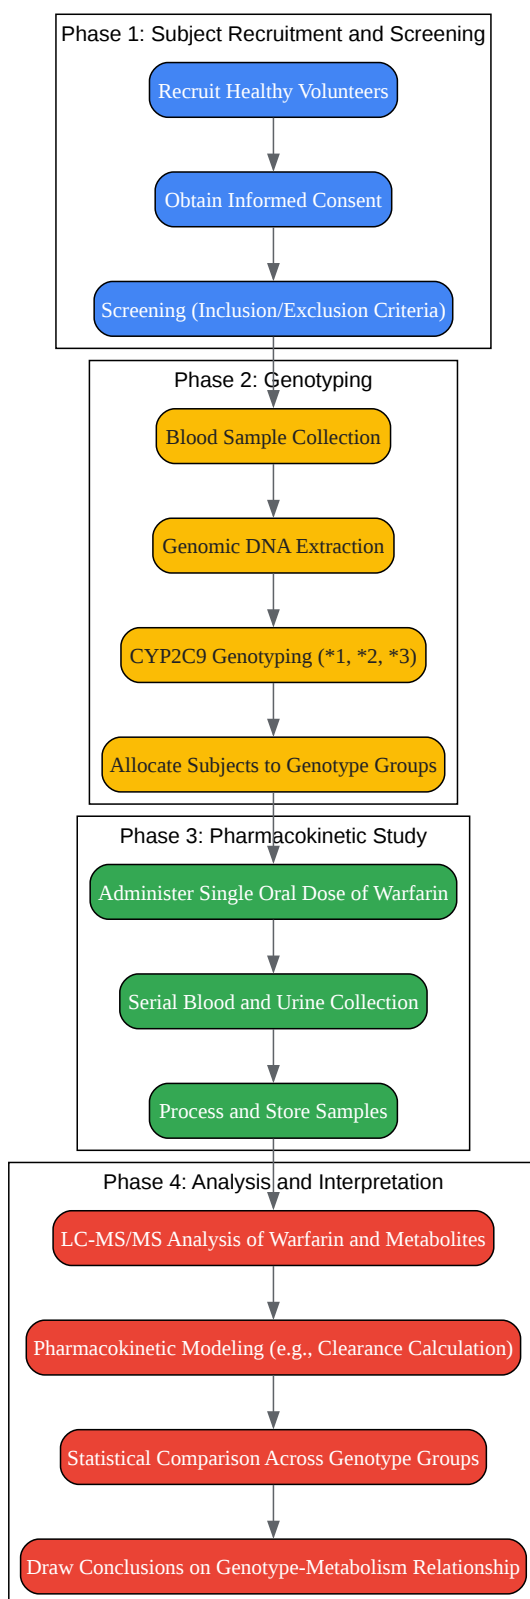 Phase 1: Subject Recruitment and Screening
Recruit Healthy Volunteers
Obtain Informed Consent
Screening (Inclusion/Exclusion Criteria)
Phase 2: Genotyping
Blood Sample Collection
Genomic DNA Extraction
CYP2C9 Genotyping (*1, *2, *3)
Allocate Subjects to Genotype Groups
Phase 3: Pharmacokinetic Study
Administer Single Oral Dose of Warfarin
Serial Blood and Urine Collection
Process and Store Samples
Phase 4: Analysis and Interpretation
LC-MS/MS Analysis of Warfarin and Metabolites
Pharmacokinetic Modeling (e.g., Clearance Calculation)
Statistical Comparison Across Genotype Groups
Draw Conclusions on Genotype-Metabolism Relationship